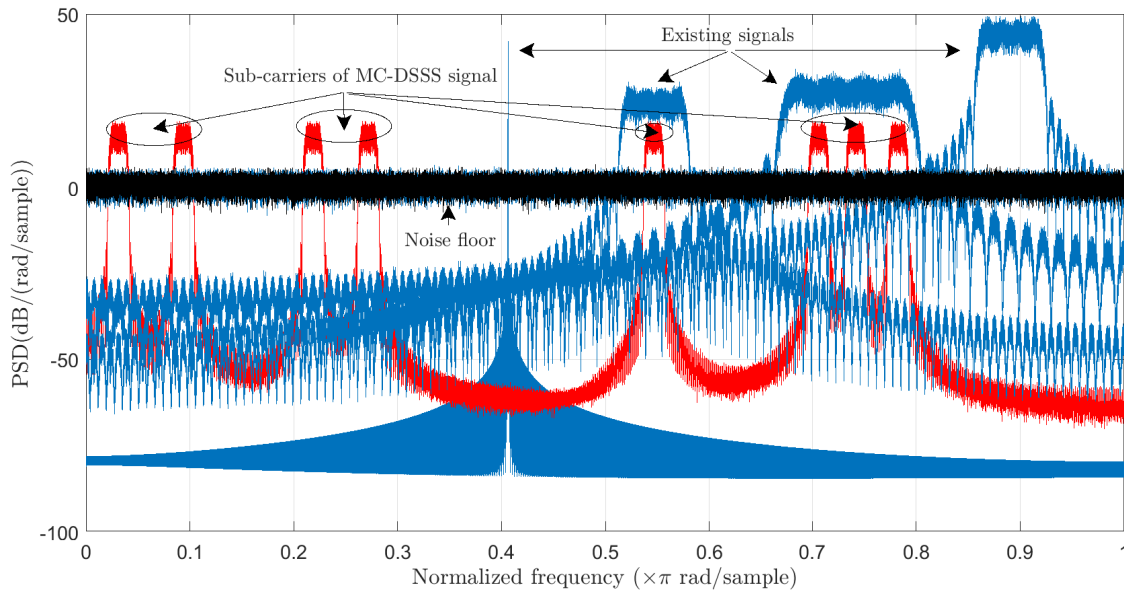 50
0
-50
-100
PSD(dB/(rad/sample))
Existing signals
Sub-carriers of MC-DSSS signal
Noise floor
0 0.1 0.2 0.3 0.4 0.5 0.6 0.7 0.8 0.9 1
Normalized frequency (×π rad/sample)